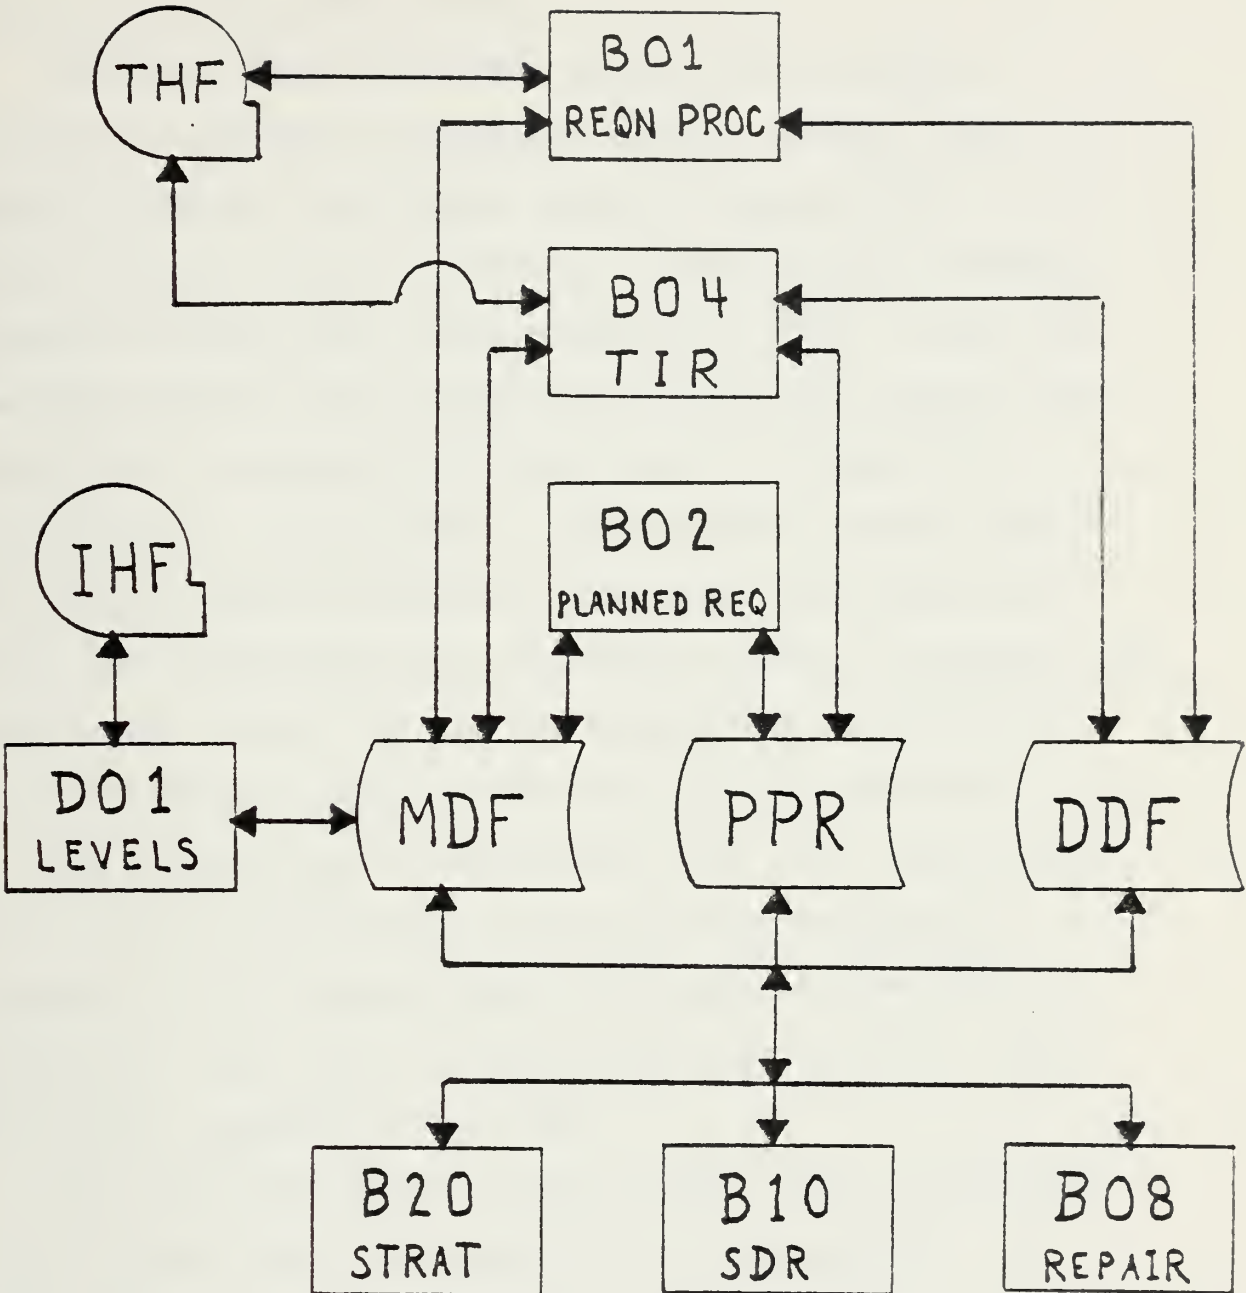 THF
B01
REQN PROC
B04
TIR
B02
PLANNED REQ
IHF
D01
LEVELS
MDF
PPR
DDF
B20
STRAT
B10
SDR
B08
REPAIR